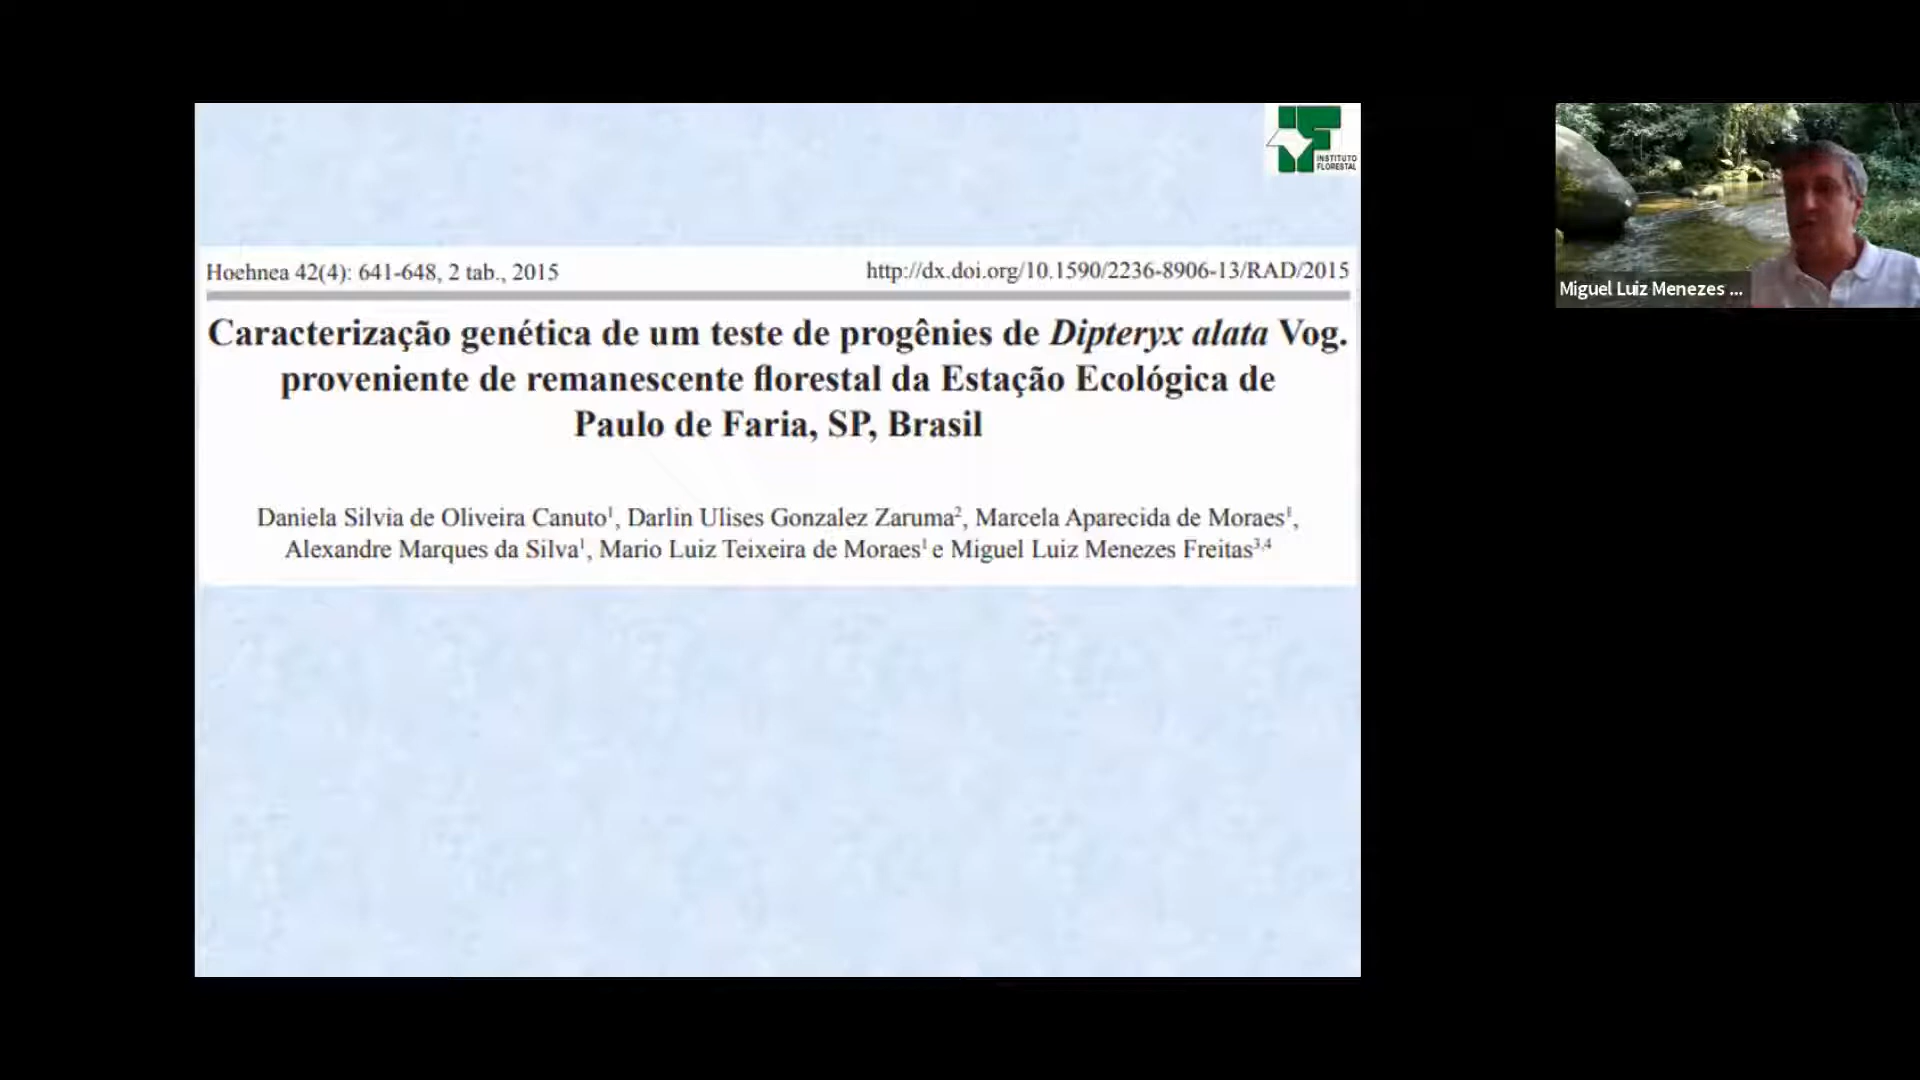 INSTITUTO
FLORESTAL
Hoehnea 42(4): 641-648, 2 tab., 2015
http://dx.doi.org/10.1590/2236-8906-13/RAD/2015
Caracterização genética de um teste de progênies de Dipteryx alata Vog.
proveniente de remanescente florestal da Estação Ecológica de
Paulo de Faria, SP, Brasil
Daniela Silvia de Oliveira Canuto¹, Darlin Ulises Gonzalez Zaruma², Marcela Aparecida de Moraes¹,
Alexandre Marques da Silva¹, Mario Luiz Teixeira de Moraes¹ e Miguel Luiz Menezes Freitas³,⁴
Miguel Luiz Menezes ...